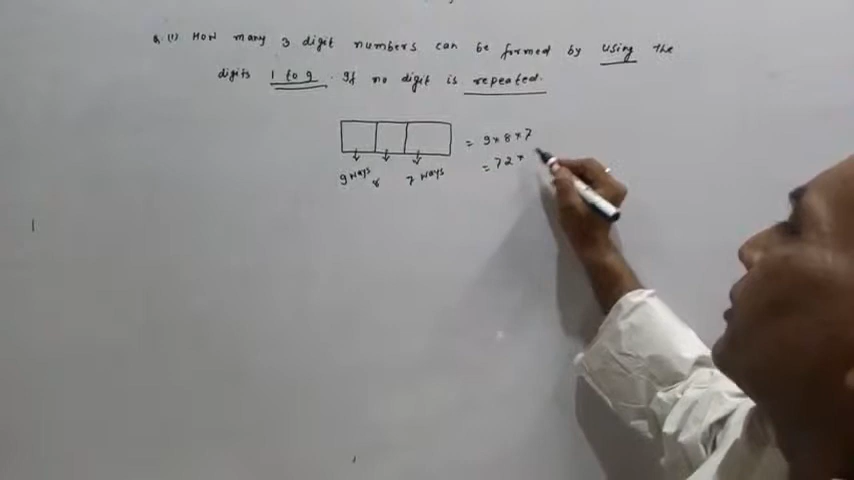 Q.(1) How many 3 digit numbers can be formed by using the
digits 1 to 9. If no digit is repeated.
= 9*8*7
= 72*
9 ways 8 7 ways